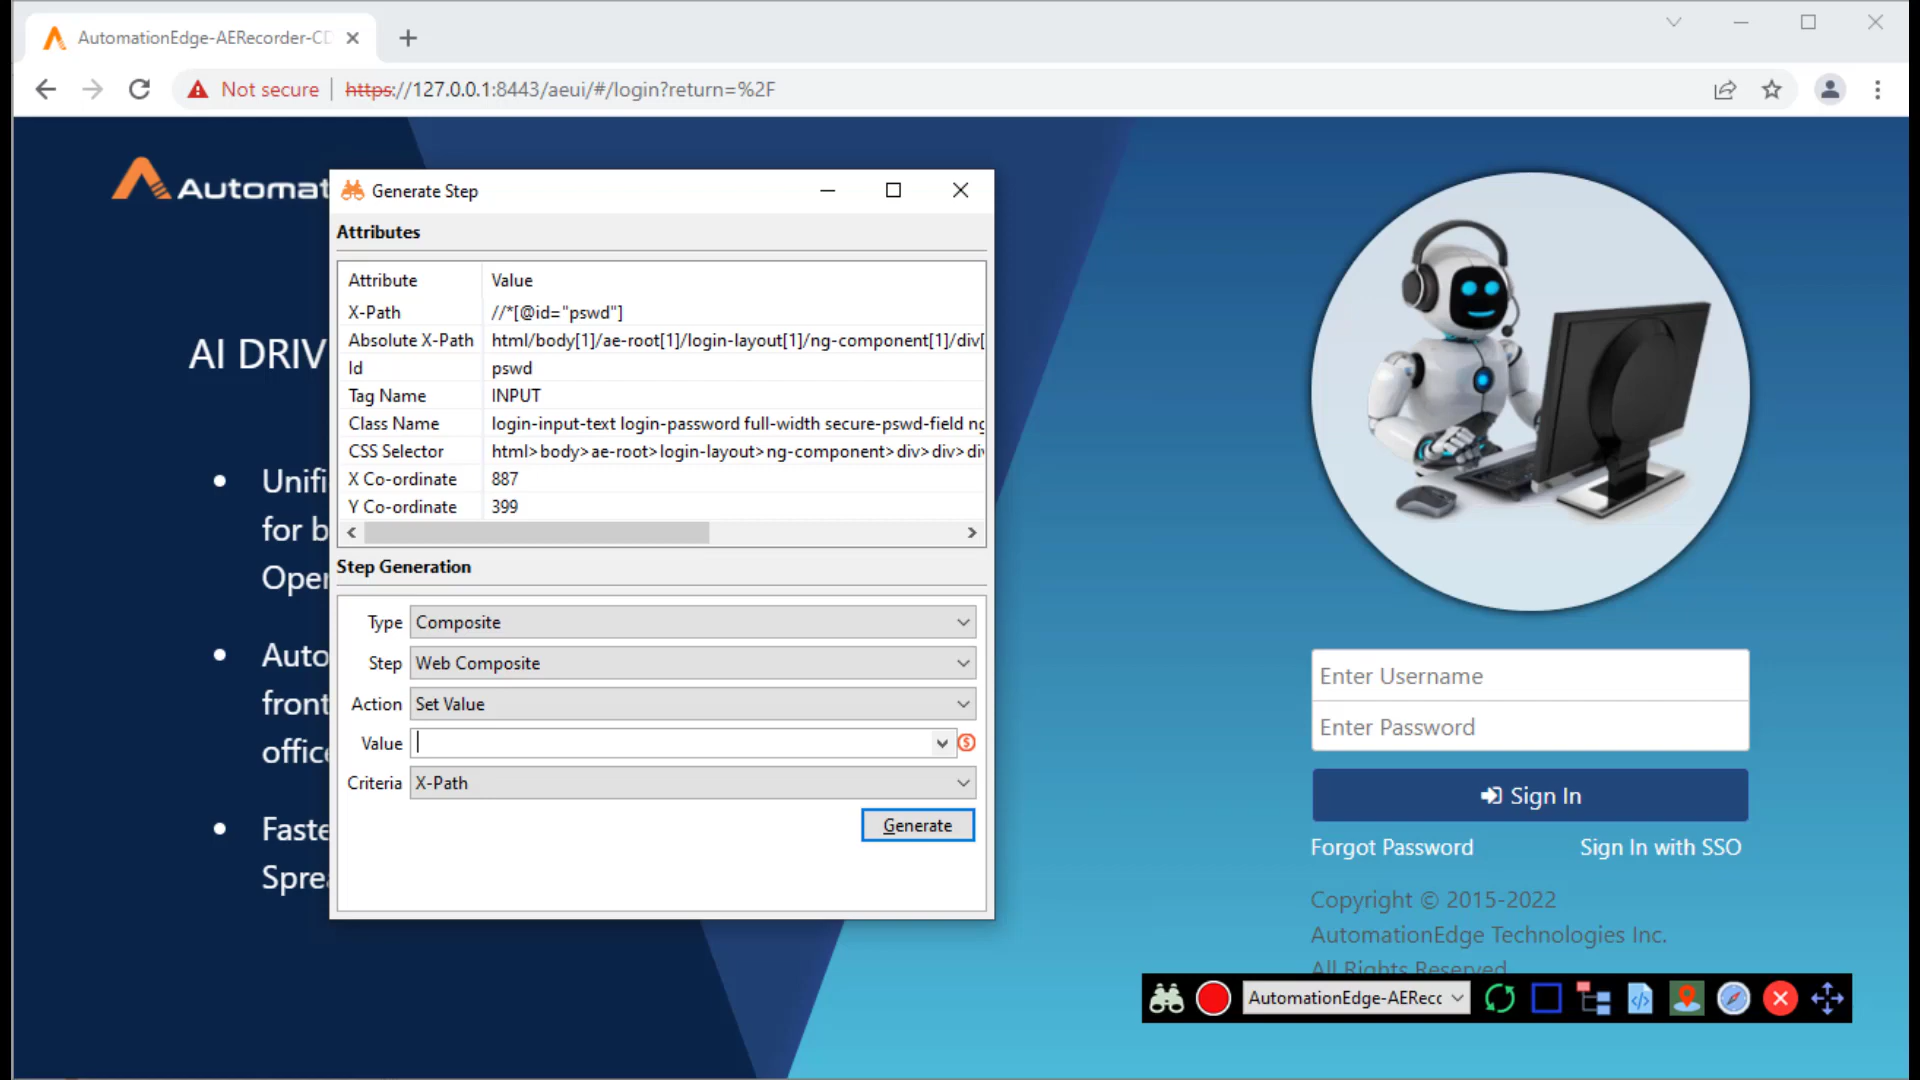 AutomationEdge-AERecorder-CD
Not secure
https://127.0.0.1:8443/aeui/#/login?return=%2F
Automat
Generate Step
Attributes
Attribute Value
X-Path //*[@id="pswd"]
Absolute X-Path html/body[1]/ae-root[1]/login-layout[1]/ng-component[1]/div[
Id pswd
Tag Name INPUT
Class Name login-input-text login-password full-width secure-pswd-field ng
CSS Selector html>body>ae-root>login-layout>ng-component>div>div>di
X Co-ordinate 887
Y Co-ordinate 399
Step Generation
Type Composite
Step Web Composite
Action Set Value
Value
Criteria X-Path
Generate
AI DRIV
• Unifi
for b
Oper
• Auto
front
office
• Faste
Sprea
Enter Username
Enter Password
Sign In
Forgot Password Sign In with SSO
Copyright © 2015-2022
AutomationEdge Technologies Inc.
All Rights Reserved
AutomationEdge-AERecc